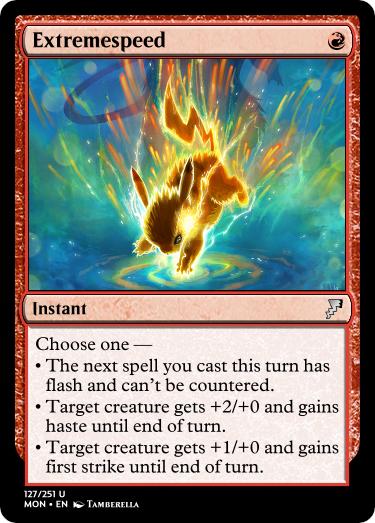 Extremespeed
Instant
Choose one —
• The next spell you cast this turn has
flash and can't be countered.
• Target creature gets +2/+0 and gains
haste until end of turn.
• Target creature gets +1/+0 and gains
first strike until end of turn.
127/251 U
MON • EN Tamberella